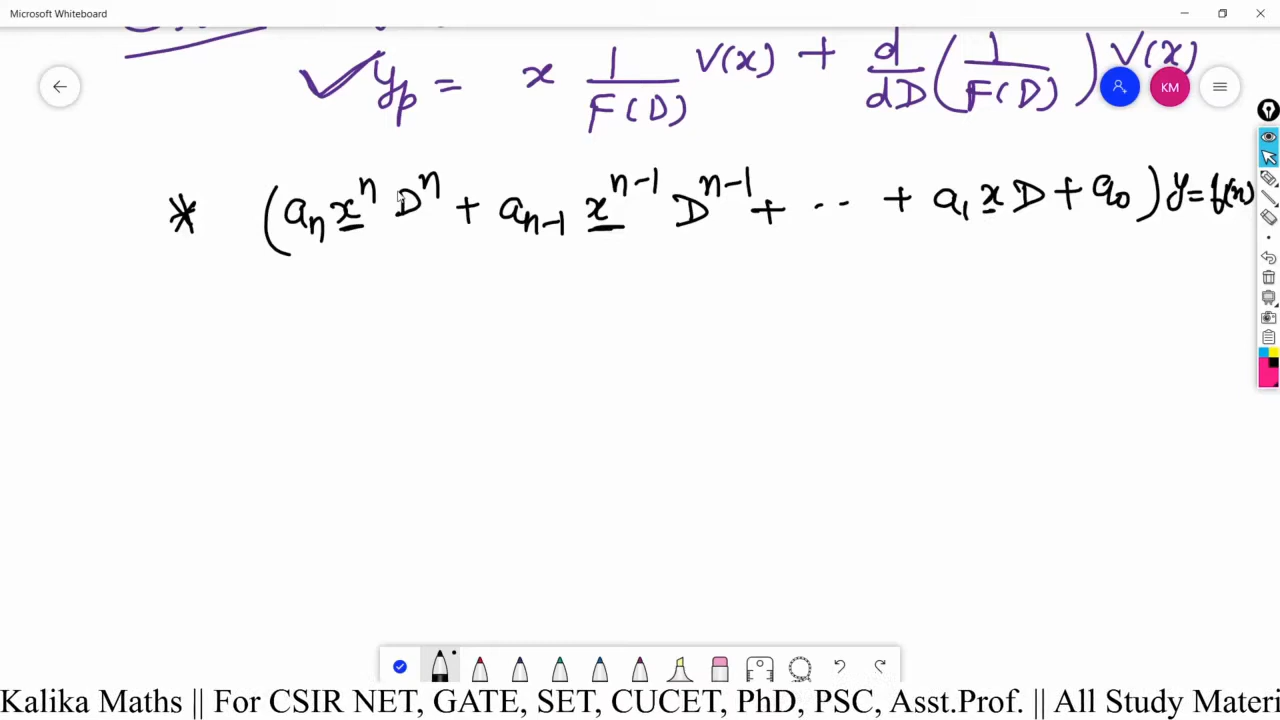 Microsoft Whiteboard
y_p = x 1/F(D) V(x) + d/dD (1/F(D)) V(x)
KM
* (a_n x^n D^n + a_{n-1} x^{n-1} D^{n-1} + ·· + a_1 x D + a_0) y = f(x)
Kalika Maths || For CSIR NET, GATE, SET, CUCET, PhD, PSC, Asst.Prof. || All Study Materi